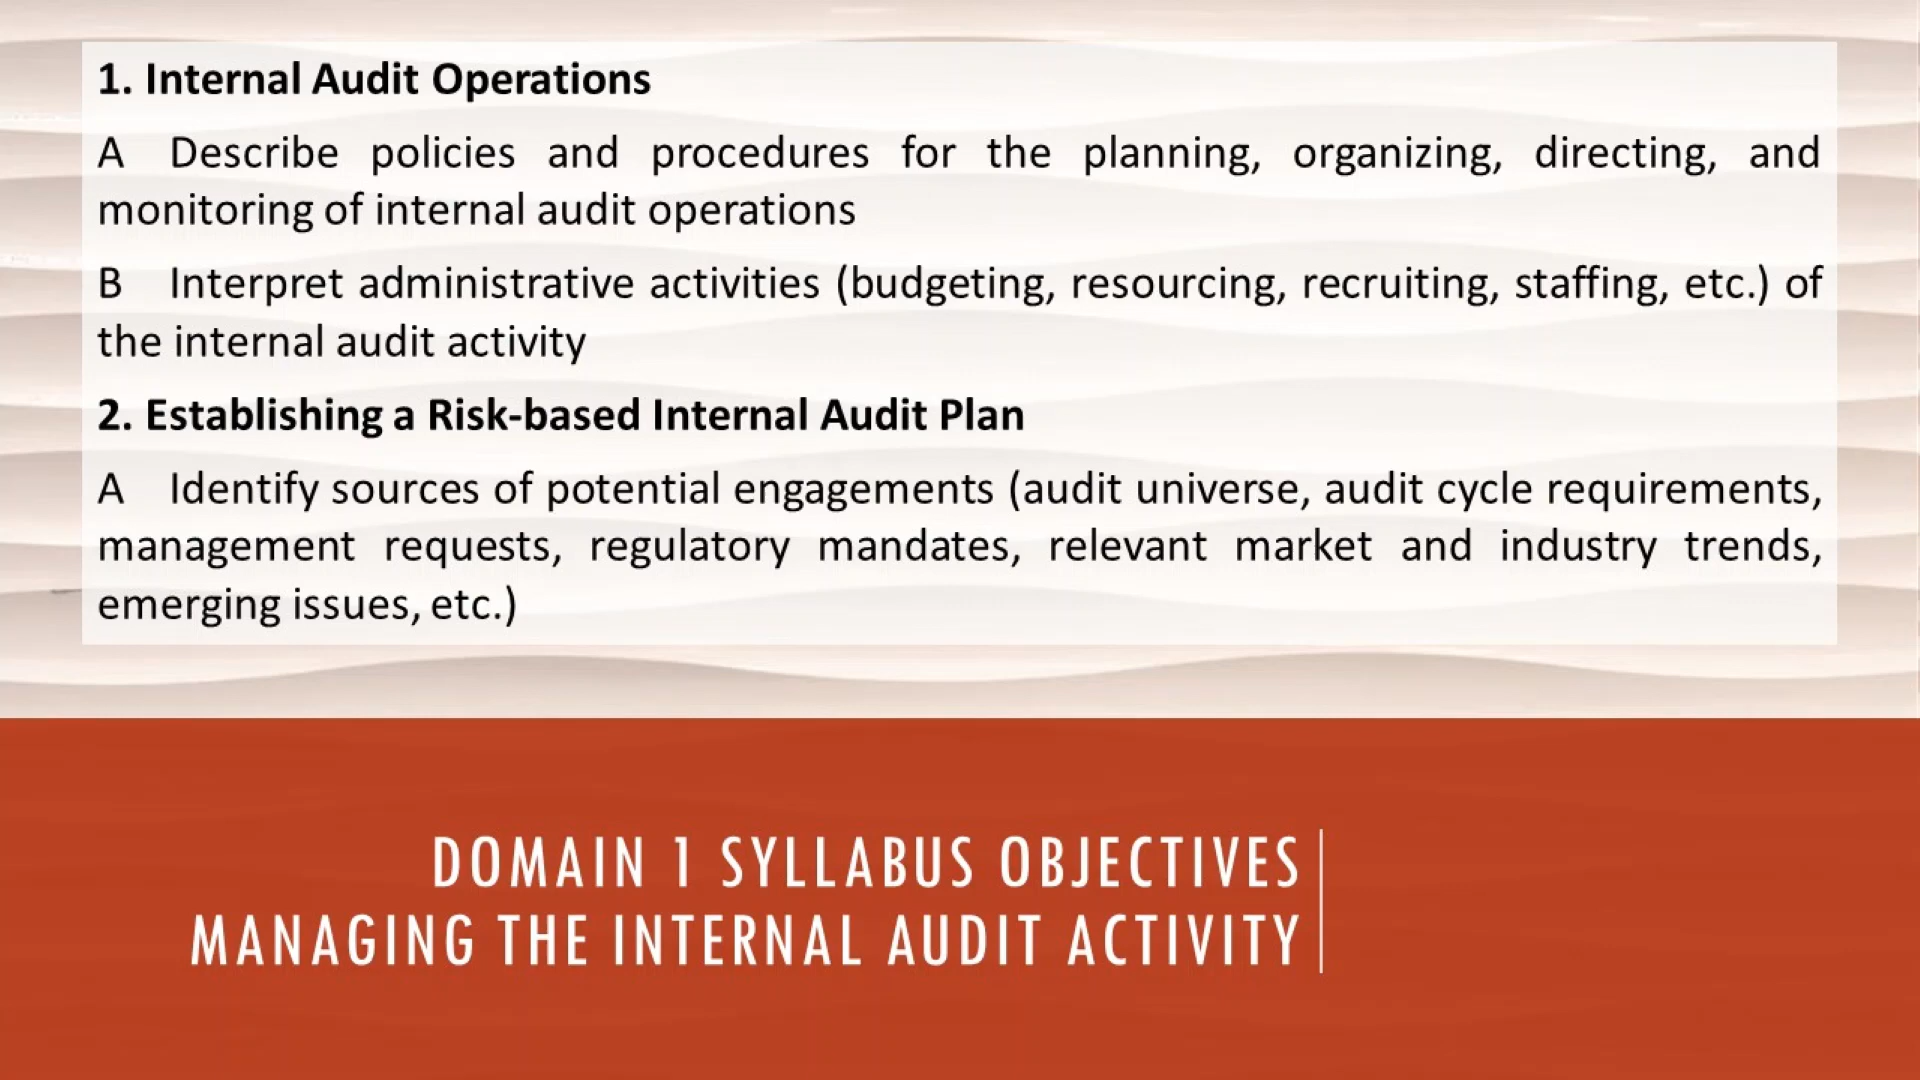 1. Internal Audit Operations
A Describe policies and procedures for the planning, organizing, directing, and
monitoring of internal audit operations
B Interpret administrative activities (budgeting, resourcing, recruiting, staffing, etc.) of
the internal audit activity
2. Establishing a Risk-based Internal Audit Plan
A Identify sources of potential engagements (audit universe, audit cycle requirements,
management requests, regulatory mandates, relevant market and industry trends,
emerging issues, etc.)
DOMAIN 1 SYLLABUS OBJECTIVES
MANAGING THE INTERNAL AUDIT ACTIVITY